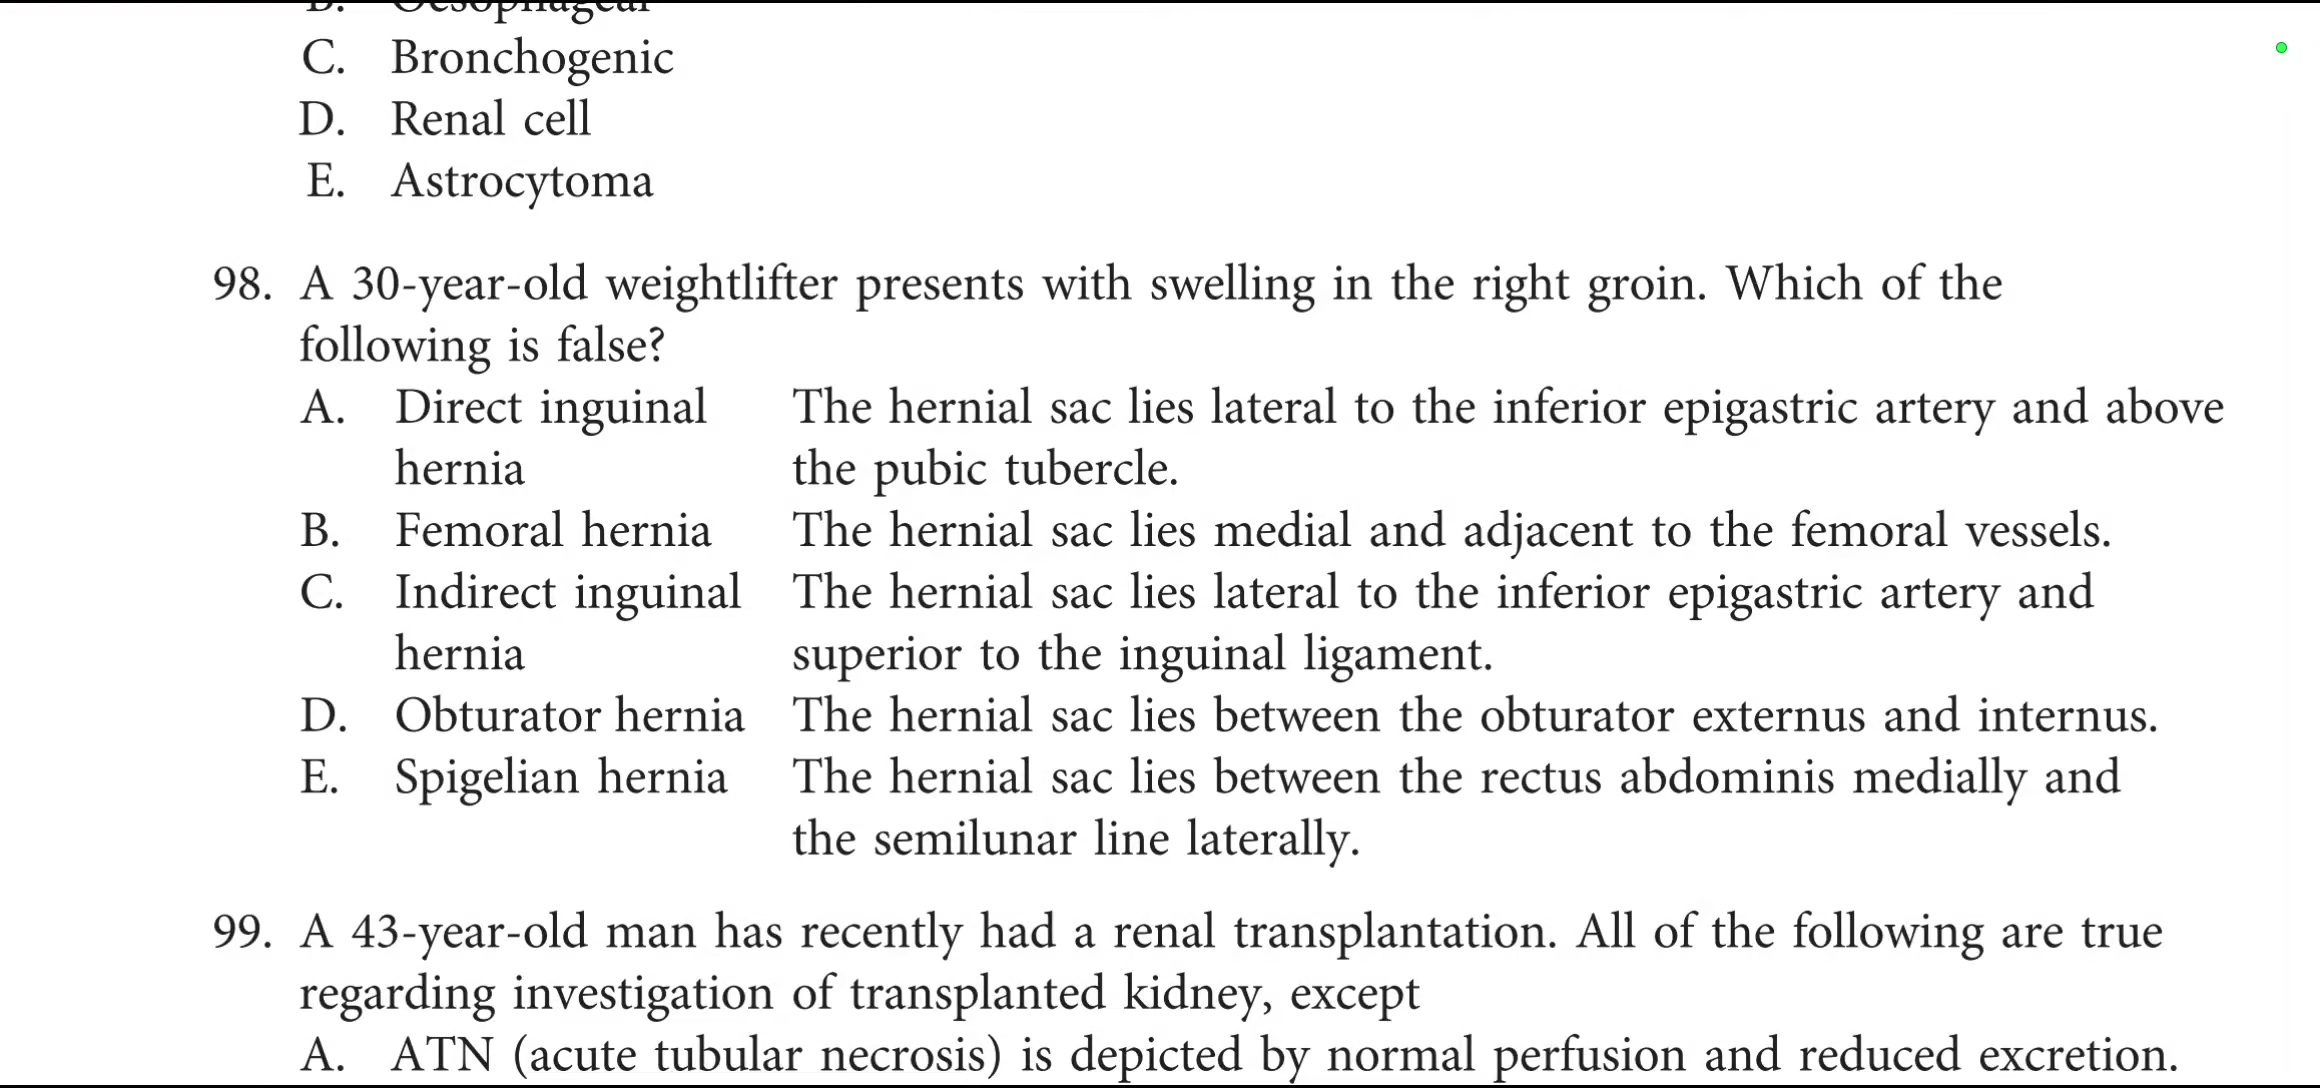 B. Oesophageal
C. Bronchogenic
D. Renal cell
E. Astrocytoma
98. A 30-year-old weightlifter presents with swelling in the right groin. Which of the
following is false?
A. Direct inguinal The hernial sac lies lateral to the inferior epigastric artery and above
hernia the pubic tubercle.
B. Femoral hernia The hernial sac lies medial and adjacent to the femoral vessels.
C. Indirect inguinal The hernial sac lies lateral to the inferior epigastric artery and
hernia superior to the inguinal ligament.
D. Obturator hernia The hernial sac lies between the obturator externus and internus.
E. Spigelian hernia The hernial sac lies between the rectus abdominis medially and
the semilunar line laterally.
99. A 43-year-old man has recently had a renal transplantation. All of the following are true
regarding investigation of transplanted kidney, except
A. ATN (acute tubular necrosis) is depicted by normal perfusion and reduced excretion.